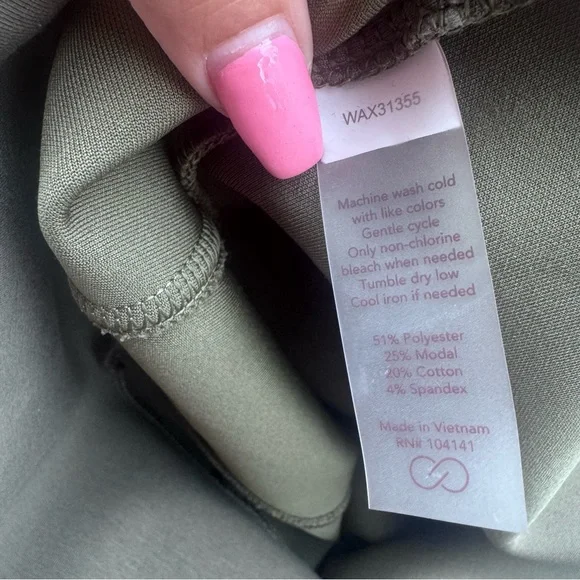 WAX31355
Machine wash cold
with like colors
Gentle cycle
Only non-chlorine
bleach when needed
Tumble dry low
Cool iron if needed
51% Polyester
25% Modal
20% Cotton
4% Spandex
Made in Vietnam
RN# 104141